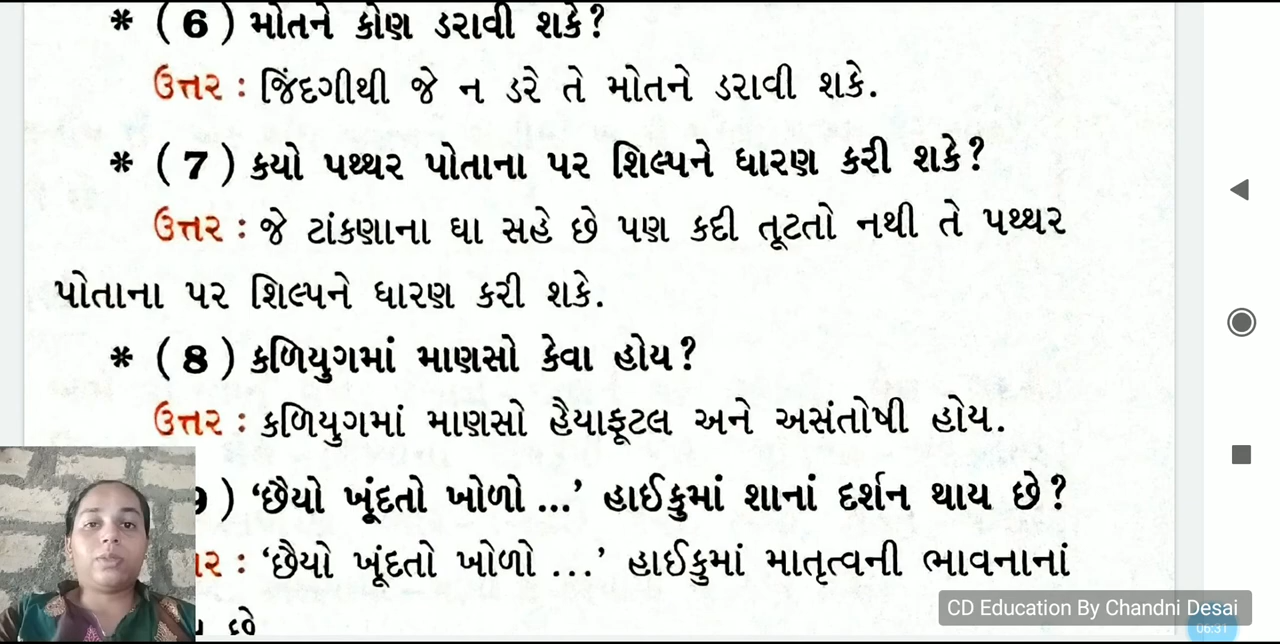 * (6) મોતને કોણ ડરાવી શકે?
ઉત્તર : જિંદગીથી જે ન ડરે તે મોતને ડરાવી શકે.
* (7) કયો પથ્થર પોતાના પર શિલ્પને ધારણ કરી શકે?
ઉત્તર : જે ટાંકણાના ઘા સહે છે પણ કદી તૂટતો નથી તે પથ્થર
પોતાના પર શિલ્પને ધારણ કરી શકે.
* (8) કળિયુગમાં માણસો કેવા હોય?
ઉત્તર : કળિયુગમાં માણસો હૈયાફૂટલ અને અસંતોષી હોય.
) ‘છૈયો ખૂંદતો ખોળો ...’ હાઈકુમાં શાનાં દર્શન થાય છે?
: ‘છૈયો ખૂંદતો ખોળો ...’ હાઈકુમાં માતૃત્વની ભાવનાનાં
CD Education By Chandni Desai
06:31